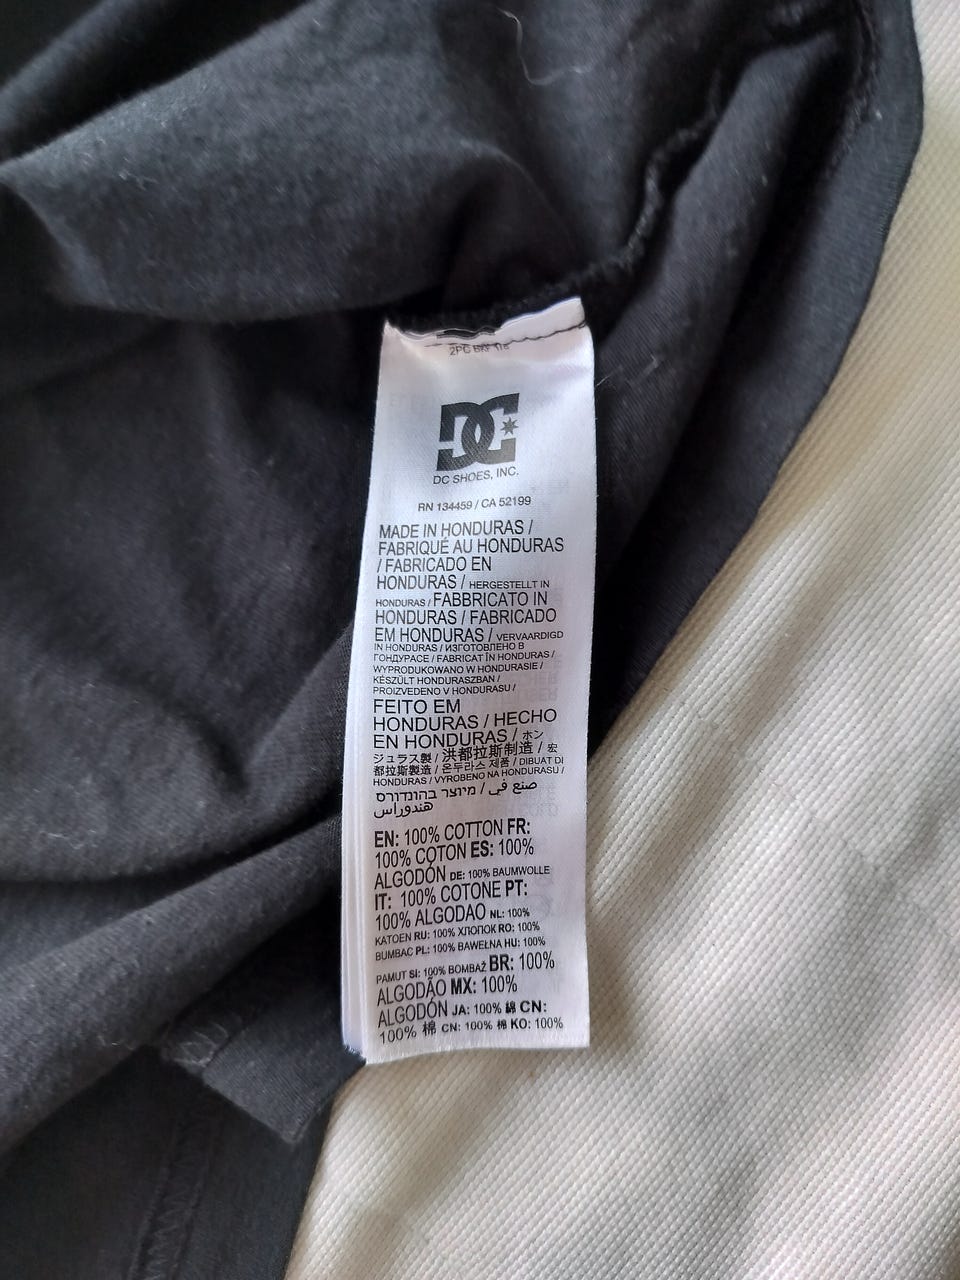 DC
DC SHOES, INC.
RN 134459 / CA 52199
MADE IN HONDURAS /
FABRIQUÉ AU HONDURAS
/ FABRICADO EN
HONDURAS / HERGESTELLT IN
HONDURAS / FABBRICATO IN
HONDURAS / FABRICADO
EM HONDURAS / VERVAARDIGD
IN HONDURAS / ИЗГОТОВЛЕНО В
ГОНДУРАСЕ / FABRICAT ÎN HONDURAS /
WYPRODUKOWANO W HONDURASIE /
KÉSZÜLT HONDURASZBAN /
PROIZVEDENO V HONDURASU /
FEITO EM
HONDURAS / HECHO
EN HONDURAS / ホン
ジュラス製 / 洪都拉斯制造 / 宏
都拉斯製造 / 온두라스 제품 / DIBUAT DI
HONDURAS / VYROBENO NA HONDURASU /
صنع في / מיוצר בהונדורס
هندوراس
EN: 100% COTTON FR:
100% COTON ES: 100%
ALGODÓN DE: 100% BAUMWOLLE
IT: 100% COTONE PT:
100% ALGODAO NL: 100%
KATOEN RU: 100% ХЛОПОК RO: 100%
BUMBAC PL: 100% BAWEŁNA HU: 100%
PAMUT SI: 100% BOMBAŽ BR: 100%
ALGODÃO MX: 100%
ALGODÓN JA: 100% 綿 CN:
100% 棉 CN: 100% 棉 KO: 100%